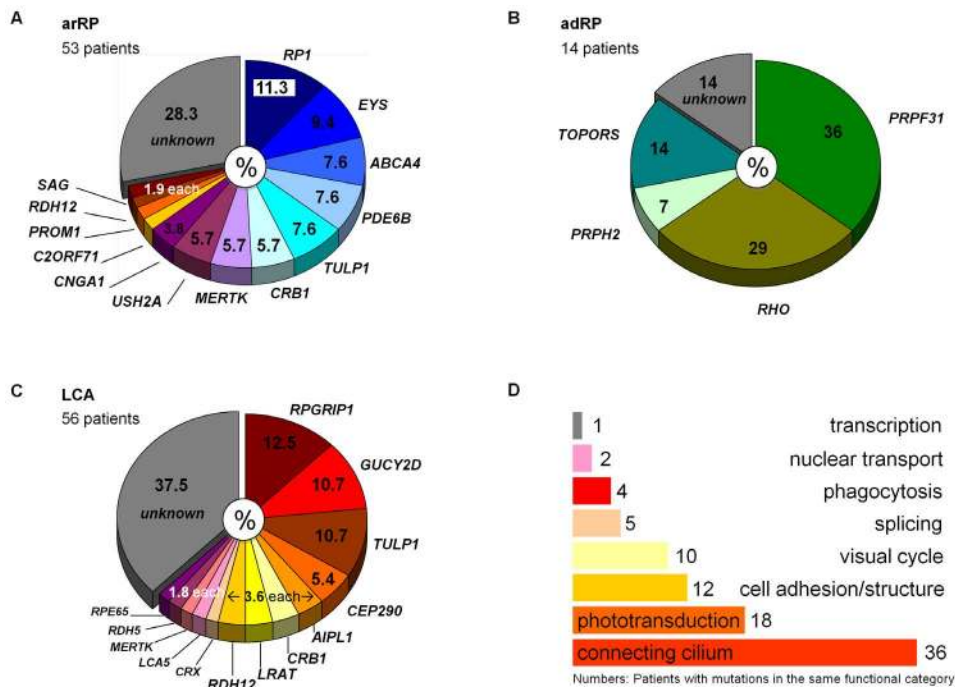 A
arRP
53 patients
RP1
11.3
EYS
9.4
ABCA4
7.6
PDE6B
7.6
TULP1
7.6
CRB1
5.7
MERTK
5.7
USH2A
5.7
CNGA1
3.8
C2ORF71
PROM1
RDH12
SAG
1.9 each
28.3
unknown
%
B
adRP
14 patients
PRPF31
36
RHO
29
PRPH2
7
TOPORS
14
14
unknown
%
C
LCA
56 patients
RPGRIP1
12.5
GUCY2D
10.7
TULP1
10.7
CEP290
5.4
AIPL1
CRB1
LRAT
RDH12
← 3.6 each →
CRX
LCA5
MERTK
RDH5
RPE65
1.8 each
37.5
unknown
%
D
1 transcription
2 nuclear transport
4 phagocytosis
5 splicing
10 visual cycle
12 cell adhesion/structure
phototransduction 18
connecting cilium 36
Numbers: Patients with mutations in the same functional category